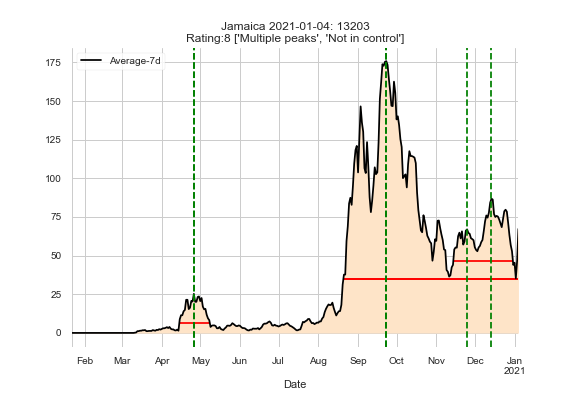 Jamaica 2021-01-04: 13203
Rating:8 ['Multiple peaks', 'Not in control']
Average-7d
175
150
125
100
75
50
25
0
Feb Mar Apr May Jun Jul Aug Sep Oct Nov Dec Jan
2021
Date